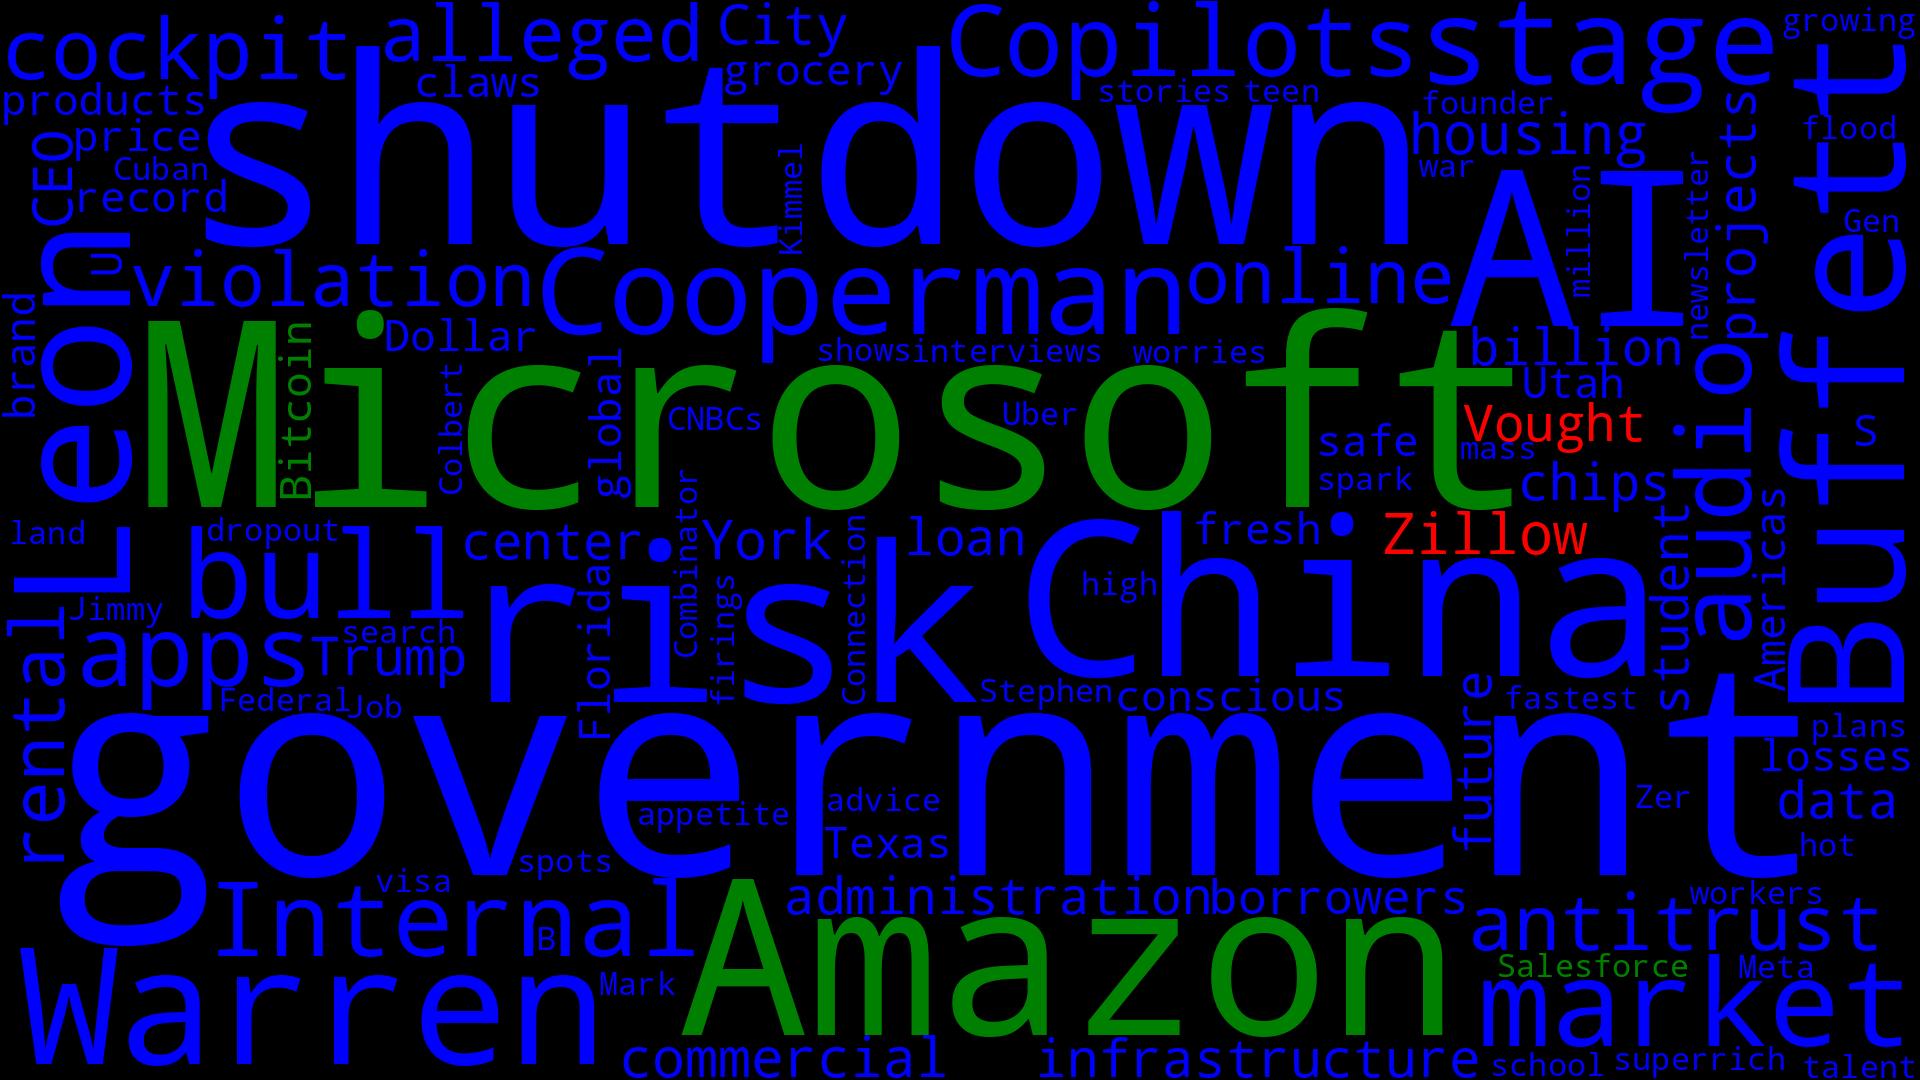 cockpit
alleged
City
Copilots
stage
growing
products
claws
grocery
stories
teen
founder
price
shutdown
housing
flood
CEO
Cuban
record
Kimmel
war
AI
million
newsletter
projects
Buffett
Gen
Leon
U
violation
Cooperman
online
brand
Microsoft
Bitcoin
Dollar
Colbert
global
shows
interviews
worries
billion
Utah
CNBCs
Uber
safe
Vought
mass
S
spark
chips
audio
land
dropout
bull
center
York
loan
China
fresh
Zillow
student
Americas
Combinator
Connection
risk
high
Jimmy
apps
search
Trump
Floridac
firings
rental
Federal
Job
Stephen
conscious
future
fastest
plans
losses
government
appetite
advice
Texas
Zer
data
hot
spots
visa
Internal
B
administration
borrowers
antitrust
workers
Warren
Mark
Amazon
Salesforce
Meta
market
commercial
infrastructure
school
superrich
talent